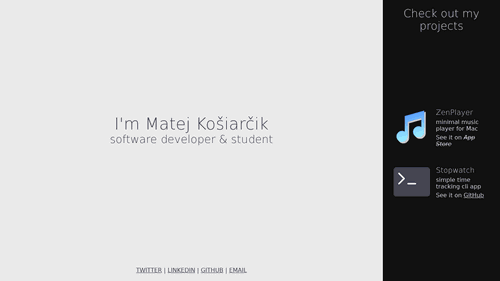 I'm Matej Košiarčik
software developer & student
TWITTER | LINKEDIN | GITHUB | EMAIL
Check out my
projects
ZenPlayer
minimal music
player for Mac
See it on App
Store
Stopwatch
simple time
tracking cli app
See it on GitHub